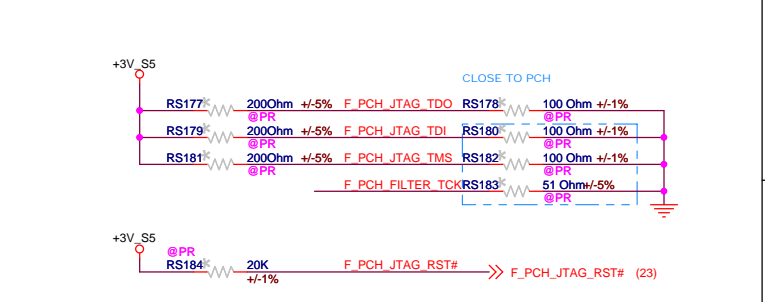 +3V_S5
CLOSE TO PCH
RS177 200Ohm +/-5% F_PCH_JTAG_TDO RS178 100 Ohm +/-1%
@PR @PR
RS179 200Ohm +/-5% F_PCH_JTAG_TDI RS180 100 Ohm +/-1%
@PR @PR
RS181 200Ohm +/-5% F_PCH_JTAG_TMS RS182 100 Ohm +/-1%
@PR @PR
F_PCH_FILTER_TCK RS183 51 Ohm +/-5%
@PR
+3V_S5
@PR
RS184 20K F_PCH_JTAG_RST#
+/-1%
F_PCH_JTAG_RST# (23)